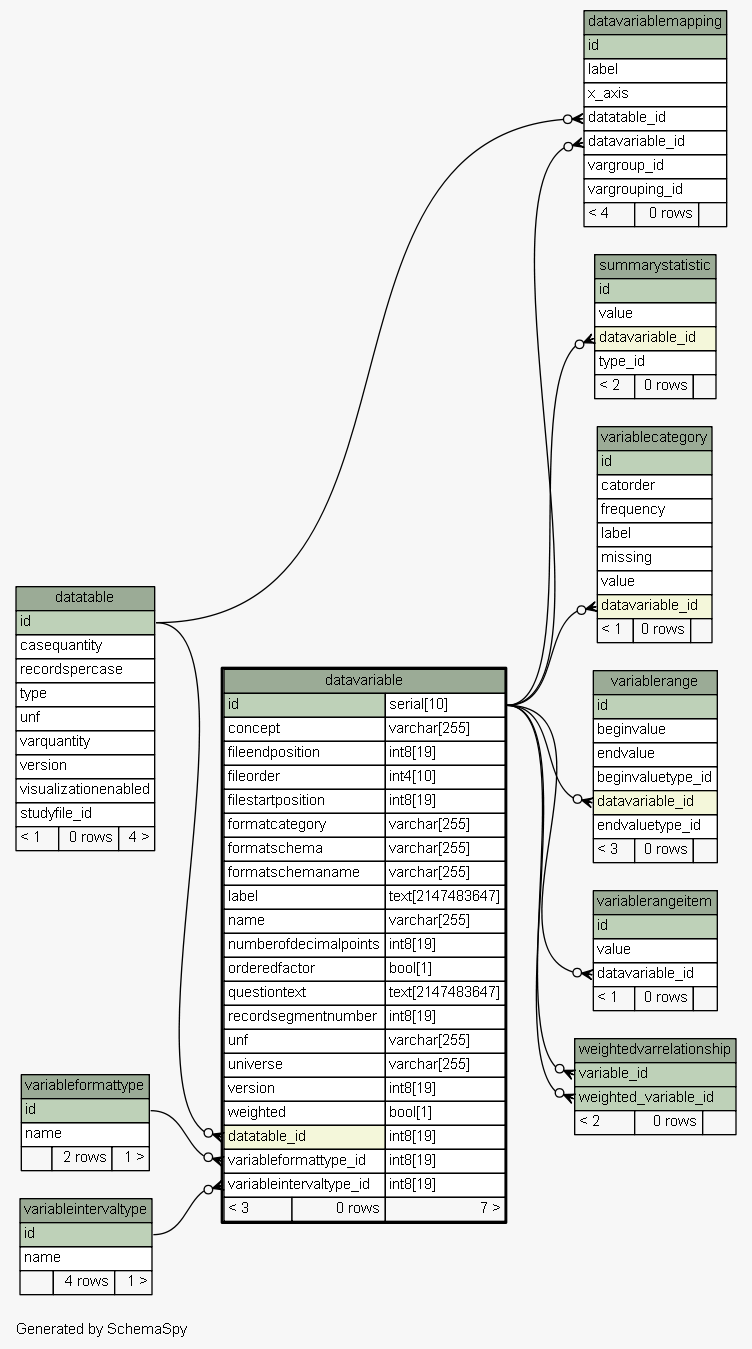 datavariablemapping
id
label
x_axis
datatable_id
datavariable_id
vargroup_id
vargrouping_id
< 4 0 rows
summarystatistic
id
value
datavariable_id
type_id
< 2 0 rows
variablecategory
id
catorder
frequency
label
missing
value
datavariable_id
< 1 0 rows
datatable
id
casequantity
recordspercase
type
unf
varquantity
version
visualizationenabled
studyfile_id
< 1 0 rows 4 >
datavariable
id serial[10]
concept varchar[255]
fileendposition int8[19]
fileorder int4[10]
filestartposition int8[19]
formatcategory varchar[255]
formatschema varchar[255]
formatschemaname varchar[255]
label text[2147483647]
name varchar[255]
numberofdecimalpoints int8[19]
orderedfactor bool[1]
questiontext text[2147483647]
recordsegmentnumber int8[19]
unf varchar[255]
universe varchar[255]
version int8[19]
weighted bool[1]
datatable_id int8[19]
variableformattype_id int8[19]
variableintervaltype_id int8[19]
< 3 0 rows 7 >
variablerange
id
beginvalue
endvalue
beginvaluetype_id
datavariable_id
endvaluetype_id
< 3 0 rows
variablerangeitem
id
value
datavariable_id
< 1 0 rows
weightedvarrelationship
variable_id
weighted_variable_id
< 2 0 rows
variableformattype
id
name
2 rows 1 >
variableintervaltype
id
name
4 rows 1 >
Generated by SchemaSpy